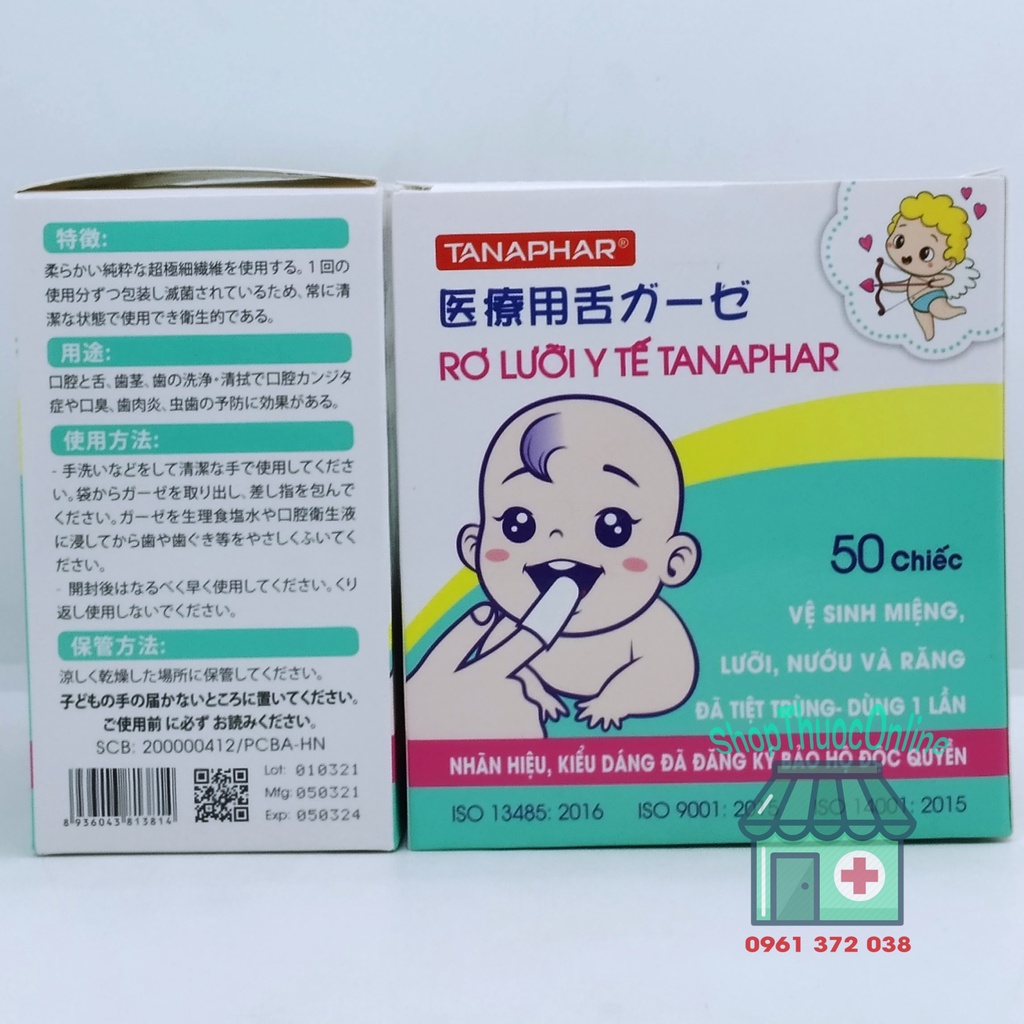 特徴:
柔らかい純粋な超極細繊維を使用する。1回の
使用分ずつ包装し滅菌されているため、常に清
潔な状態で使用でき衛生的である。
用途:
口腔と舌、歯茎、歯の洗浄・清拭で口腔カンジタ
症や口臭、歯肉炎、虫歯の予防に効果がある。
使用方法:
- 手洗いなどをして清潔な手で使用してくださ
い。袋からガーゼを取り出し、差し指を包んで
ください。ガーゼを生理食塩水や口腔衛生液
に浸してから歯や歯ぐき等をやさしくふいてく
ださい。
- 開封後はなるべく早く使用してください。くり
返し使用しないでください。
保管方法:
涼しく乾燥した場所に保管してください。
子どもの手の届かないところに置いてください。
ご使用前 に必ず お読みください。
SCB: 200000412/PCBA-HN
Lot: 010321
Mfg: 050321
Exp: 050324
8 936043 813814
TANAPHAR®
医療用舌ガーゼ
RƠ LƯỠI Y TẾ TANAPHAR
50 Chiếc
VỆ SINH MIỆNG,
LƯỠI, NƯỚU VÀ RĂNG
ĐÃ TIỆT TRÙNG- DÙNG 1 LẦN
ShopThuocOnline
NHÃN HIỆU, KIỂU DÁNG ĐÃ ĐĂNG KÝ BẢO HỘ ĐỘC QUYỀN
ISO 13485: 2016 ISO 9001: 2015 ISO 14001: 2015
0961 372 038